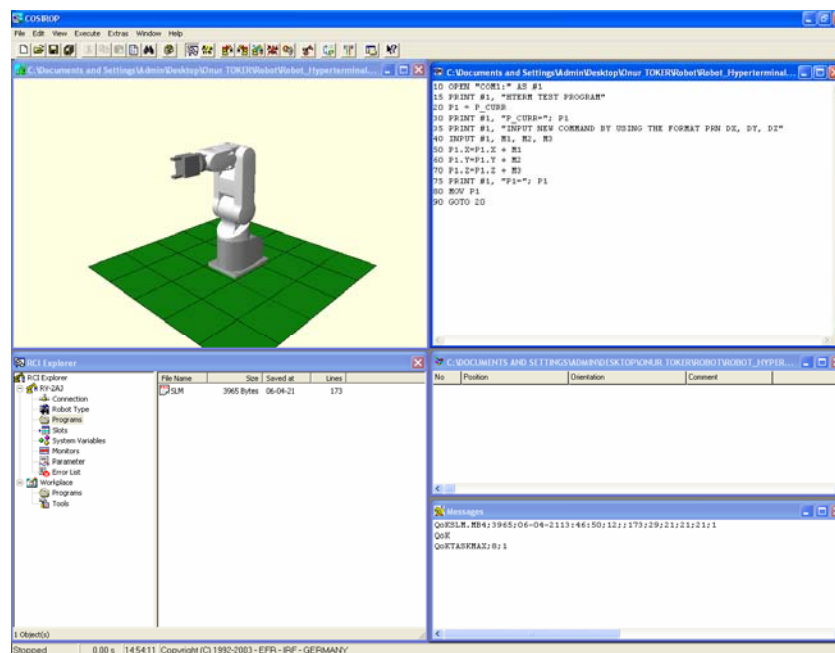 COSIROP
File Edit View Execute Extras Window Help
C:\Documents and Settings\Admin\Desktop\Onur TOKER\Robot\Robot_Hyperterminal...
C:\Documents and Settings\Admin\Desktop\Onur TOKER\Robot\Robot_Hyperterminal...
10 OPEN "COM1:" AS #1
15 PRINT #1, "HTERM TEST PROGRAM"
20 P1 = P_CURR
30 PRINT #1, "P_CURR="; P1
35 PRINT #1, "INPUT NEW COMMAND BY USING THE FORMAT PRN DX, DY, DZ"
40 INPUT #1, M1, M2, M3
50 P1.X=P1.X + M1
60 P1.Y=P1.Y + M2
70 P1.Z=P1.Z + M3
75 PRINT #1, "P1="; P1
80 MOV P1
90 GOTO 20
RCI Explorer
RCI Explorer
RV-2AJ
Connection
Robot Type
Programs
Slots
System Variables
Monitors
Parameter
Error List
Workplace
Programs
Tools
File Name Size Saved at Lines
SLM 3965 Bytes 06-04-21 173
C:\DOCUMENTS AND SETTINGS\ADMIN\DESKTOP\ONUR TOKER\ROBOT\ROBOT_HYPER
No Position Orientation Comment
Messages
QoKSLM.MB4;3965;06-04-2113:46:50;12;;173;29;21;21;21;1
QoK
QoKTASKMAX;8;1
1 Object(s)
Stopped 0.00 s 14:54:11 Copyright (C) 1992-2003 - EFR - IRF - GERMANY